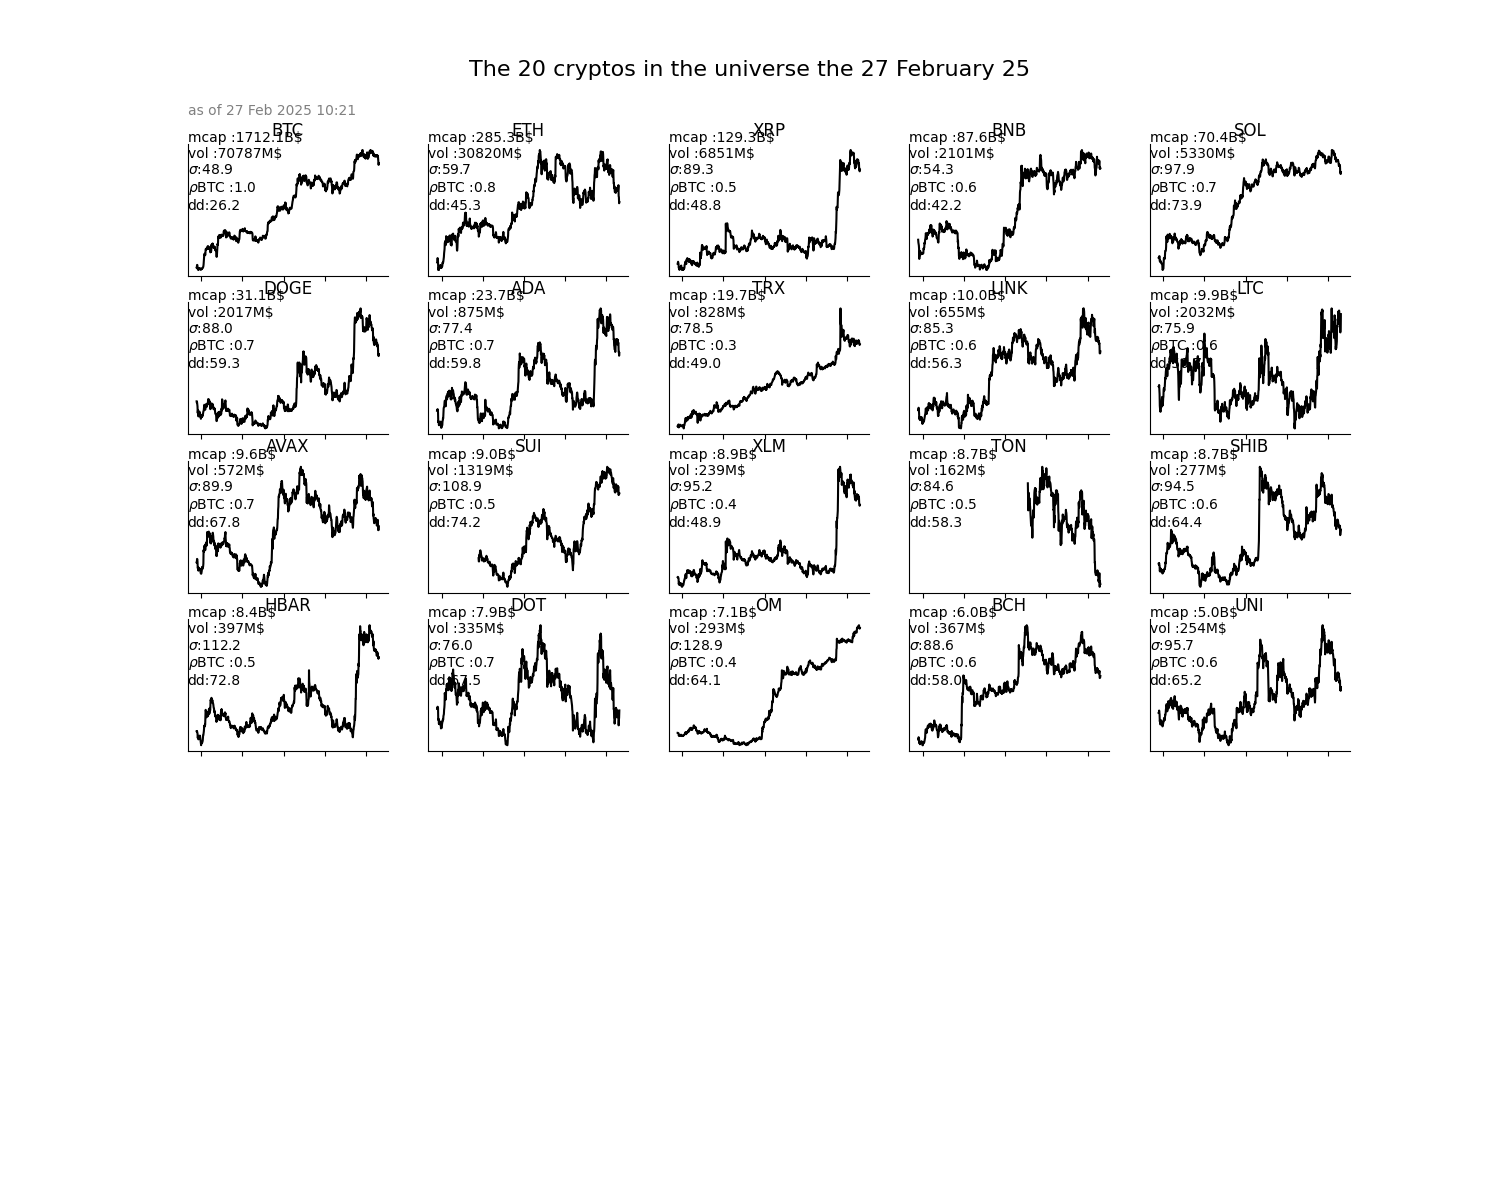 The 20 cryptos in the universe the 27 February 25
as of 27 Feb 2025 10:21
BTC
mcap :1712.1B$
vol :70787M$
σ:48.9
ρBTC :1.0
dd:26.2
ETH
mcap :285.3B$
vol :30820M$
σ:59.7
ρBTC :0.8
dd:45.3
XRP
mcap :129.3B$
vol :6851M$
σ:89.3
ρBTC :0.5
dd:48.8
BNB
mcap :87.6B$
vol :2101M$
σ:54.3
ρBTC :0.6
dd:42.2
SOL
mcap :70.4B$
vol :5330M$
σ:97.9
ρBTC :0.7
dd:73.9
DOGE
mcap :31.1B$
vol :2017M$
σ:88.0
ρBTC :0.7
dd:59.3
ADA
mcap :23.7B$
vol :875M$
σ:77.4
ρBTC :0.7
dd:59.8
TRX
mcap :19.7B$
vol :828M$
σ:78.5
ρBTC :0.3
dd:49.0
LINK
mcap :10.0B$
vol :655M$
σ:85.3
ρBTC :0.6
dd:56.3
LTC
mcap :9.9B$
vol :2032M$
σ:75.9
ρBTC :0.6
AVAX
mcap :9.6B$
vol :572M$
σ:89.9
ρBTC :0.7
dd:67.8
SUI
mcap :9.0B$
vol :1319M$
σ:108.9
ρBTC :0.5
dd:74.2
XLM
mcap :8.9B$
vol :239M$
σ:95.2
ρBTC :0.4
dd:48.9
TON
mcap :8.7B$
vol :162M$
σ:84.6
ρBTC :0.5
dd:58.3
SHIB
mcap :8.7B$
vol :277M$
σ:94.5
ρBTC :0.6
dd:64.4
HBAR
mcap :8.4B$
vol :397M$
σ:112.2
ρBTC :0.5
dd:72.8
DOT
mcap :7.9B$
vol :335M$
σ:76.0
ρBTC :0.7
dd:67.5
OM
mcap :7.1B$
vol :293M$
σ:128.9
ρBTC :0.4
dd:64.1
BCH
mcap :6.0B$
vol :367M$
σ:88.6
ρBTC :0.6
dd:58.0
UNI
mcap :5.0B$
vol :254M$
σ:95.7
ρBTC :0.6
dd:65.2